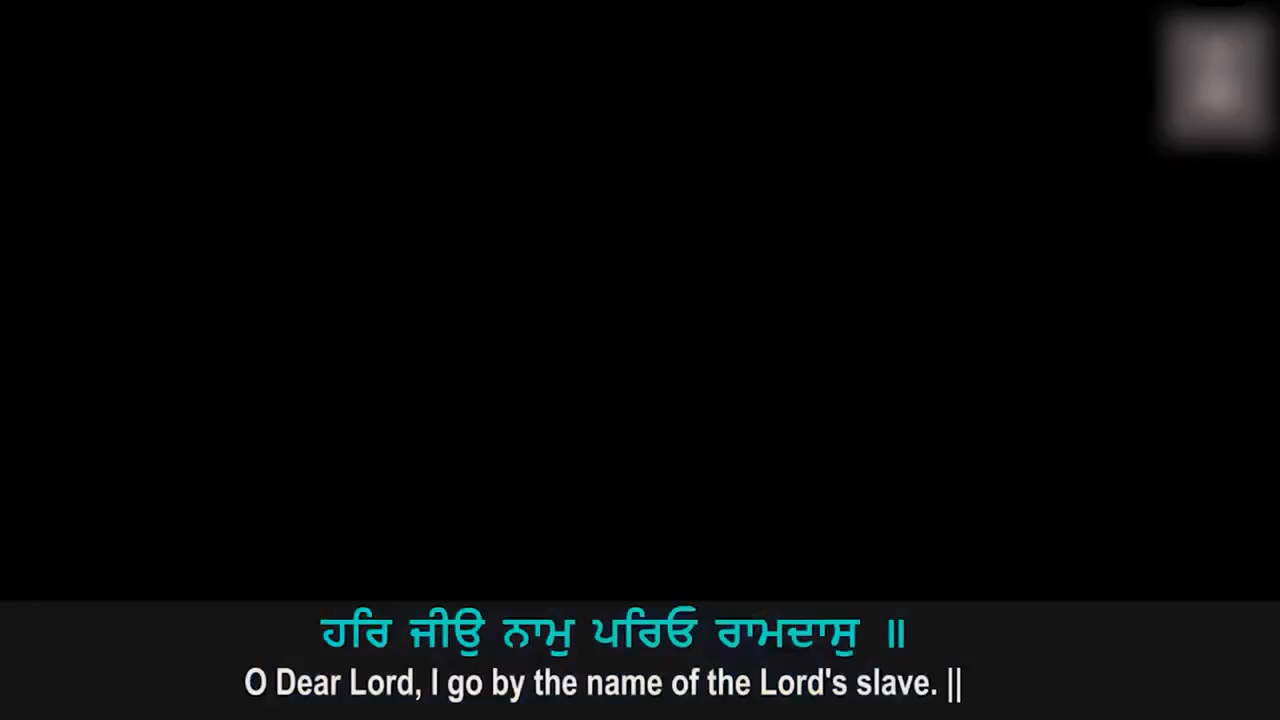 ਹਰਿ ਜੀਉ ਨਾਮੁ ਪਰਿਓ ਰਾਮਦਾਸੁ ॥
O Dear Lord, I go by the name of the Lord's slave. ||